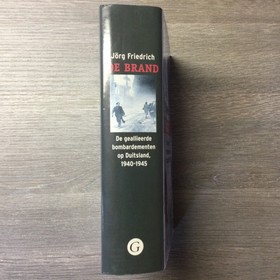 Jörg Friedrich
DE BRAND
De geallieerde
bombardementen
op Duitsland,
1940-1945
G